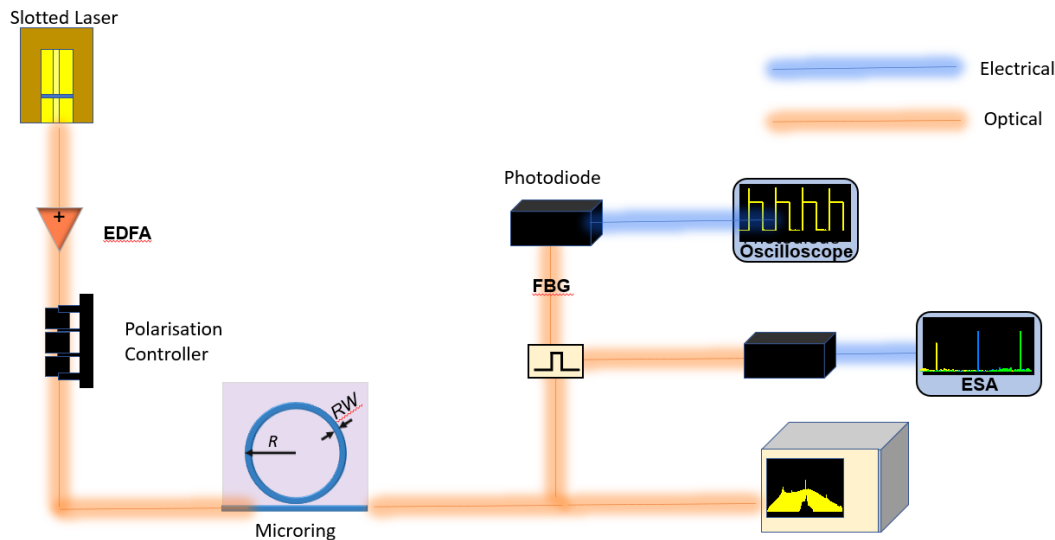 Slotted Laser
Electrical
Optical
Photodiode
EDFA
Oscilloscope
FBG
Polarisation
Controller
ESA
RW
R
Microring